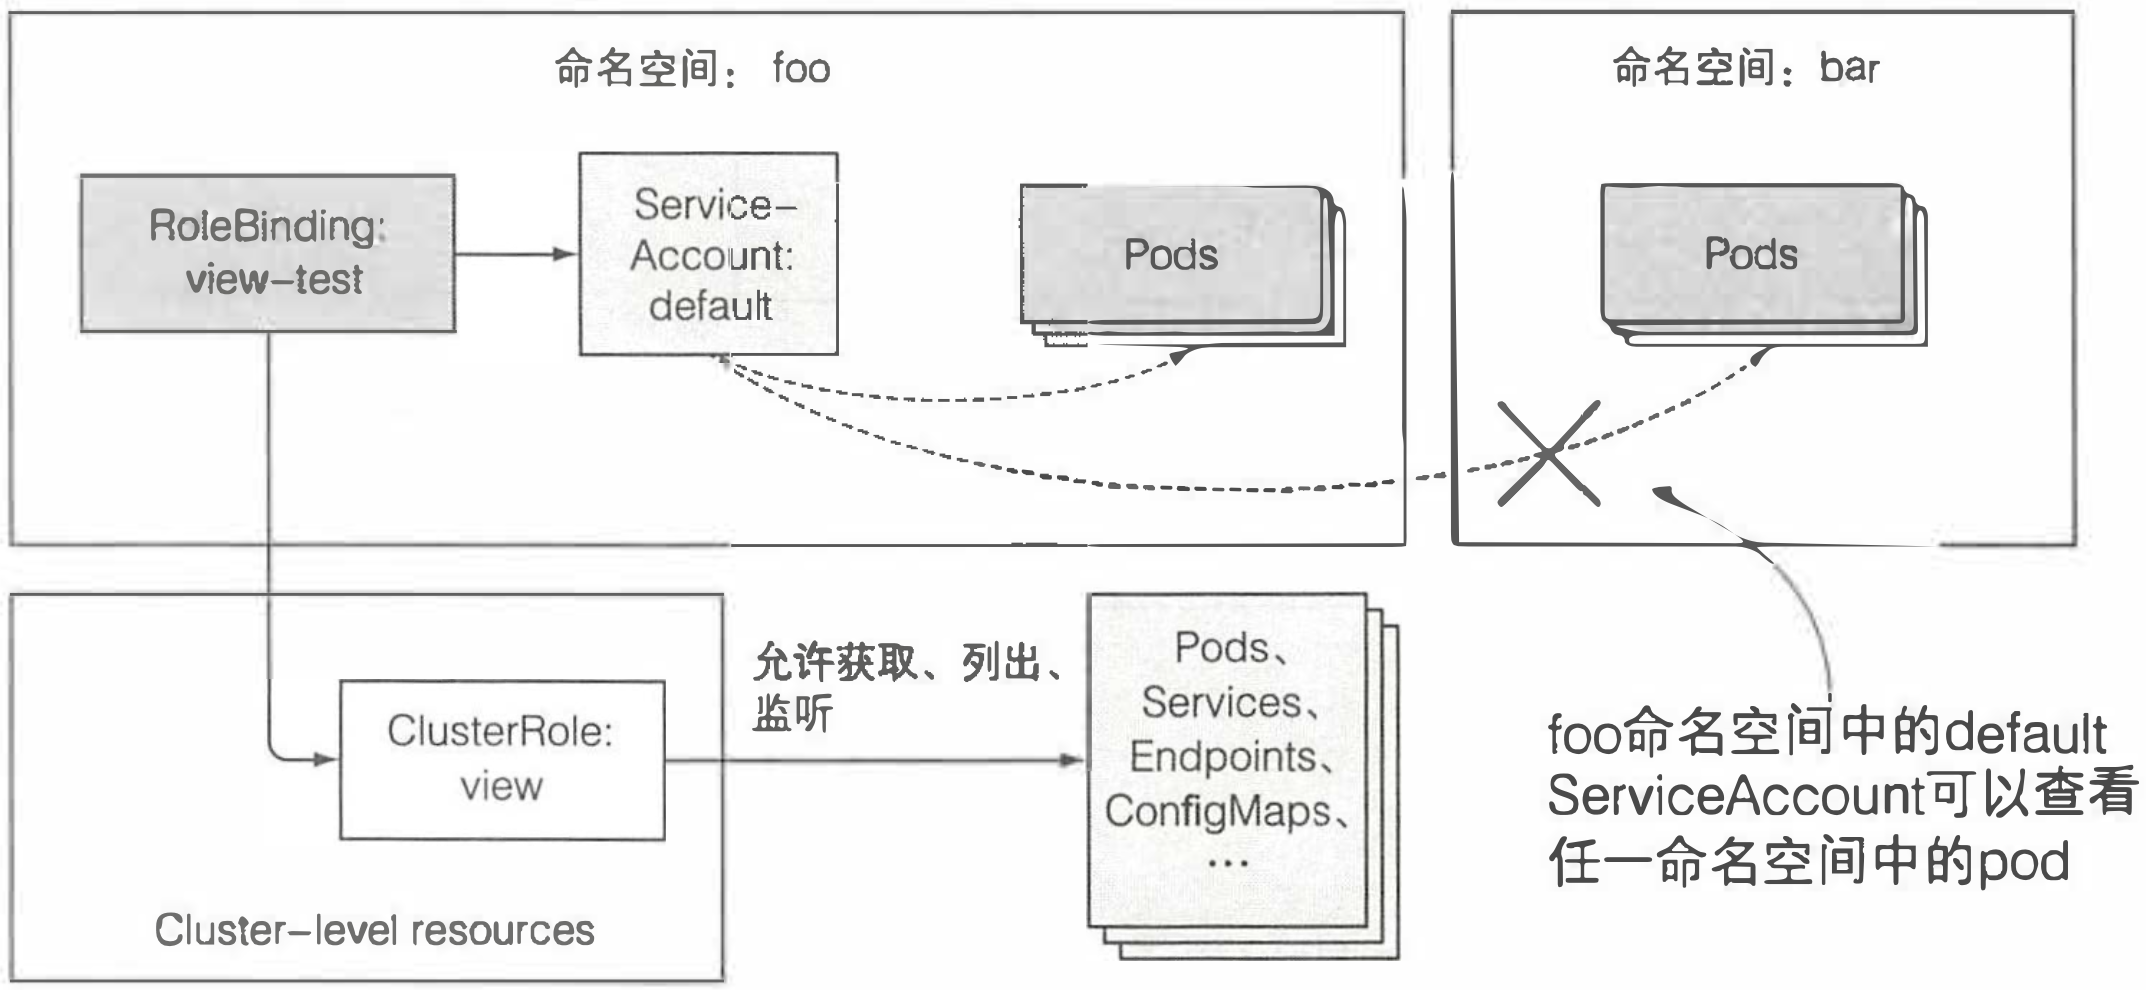 命名空间： foo
命名空间：bar
RoleBinding:
view–test
Service–
Account:
default
Pods
Pods
允许获取、列出、
监听
ClusterRole:
view
Cluster–level resources
Pods、
Services、
Endpoints、
ConfigMaps、
...
foo命名空间中的default
ServiceAccount可以查看
任一命名空间中的pod